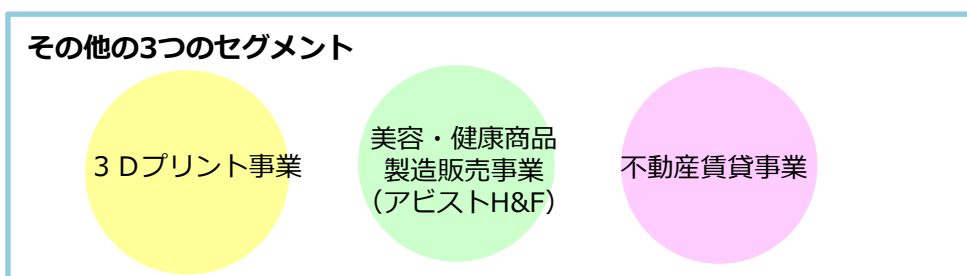 その他の3つのセグメント
３Ｄプリント事業
美容・健康商品
製造販売事業
（アビストH&F）
不動産賃貸事業